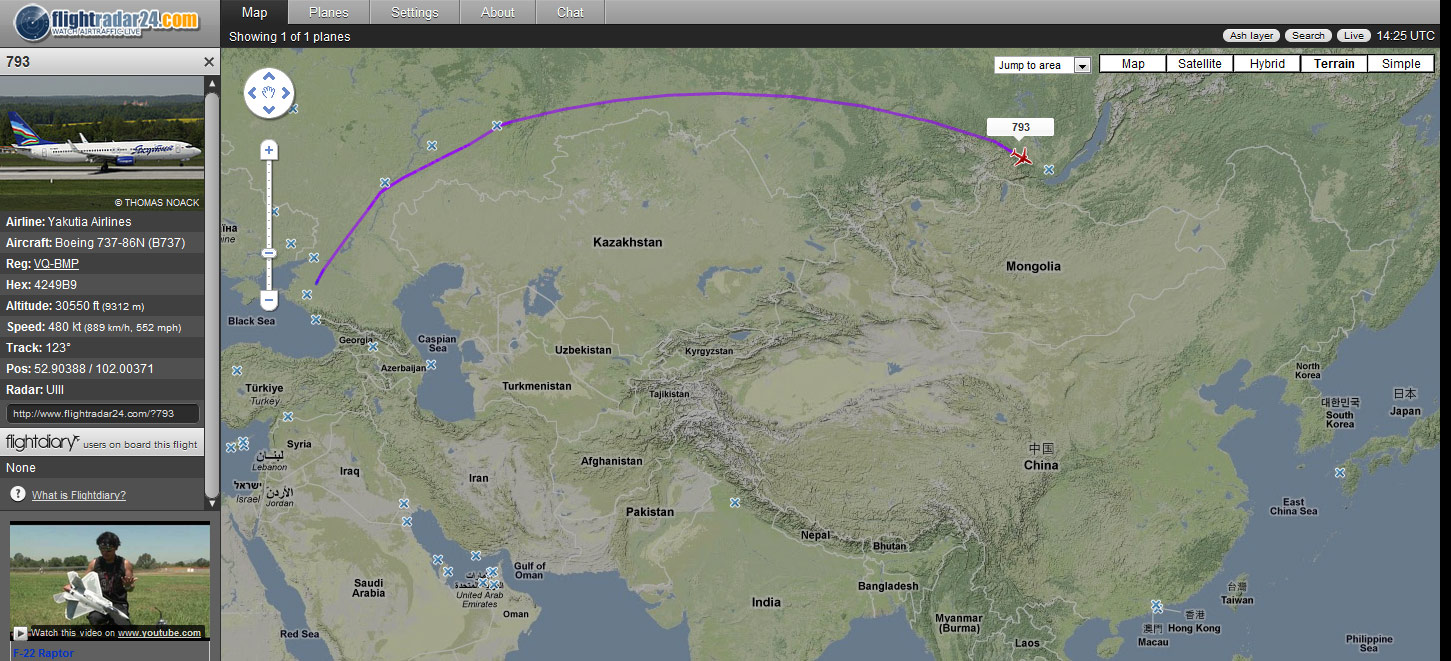 flightradar24.com
WATCH AIRTRAFFIC LIVE
Map Planes Settings About Chat
Showing 1 of 1 planes
Ash layer Search Live 14:25 UTC
793
Якутия
© THOMAS NOACK
Airline: Yakutia Airlines
Aircraft: Boeing 737-86N (B737)
Reg: VQ-BMP
Hex: 4249B9
Altitude: 30550 ft (9312 m)
Speed: 480 kt (889 km/h, 552 mph)
Track: 123°
Pos: 52.90388 / 102.00371
Radar: UIII
http://www.flightradar24.com/?793
flightdiary users on board this flight
None
? What is Flightdiary?
Watch this video on www.youtube.com
F-22 Raptor
Jump to area
Map Satellite Hybrid Terrain Simple
793
їна
ine
Kazakhstan
Mongolia
Black Sea
Georgia
Caspian
Sea
Azerbaijan
Uzbekistan
Kyrgyzstan
Türkiye
Turkey
Turkmenistan
Tajikistan
North
Korea
대한민국
South
Korea
日本
Japan
Syria
لبنان
Lebanon
Iraq
Iran
Afghanistan
中国
China
ישראל
Israel
الأردن
Jordan
Pakistan
East
China Sea
Nepal
Bhutan
Gulf of
Oman
Saudi
Arabia
United Arab
Emirates
Oman
Bangladesh
India
台灣
Taiwan
Myanmar
(Burma)
香港
Hong Kong
澳門
Macau
Red Sea
Laos
Philippine
Sea